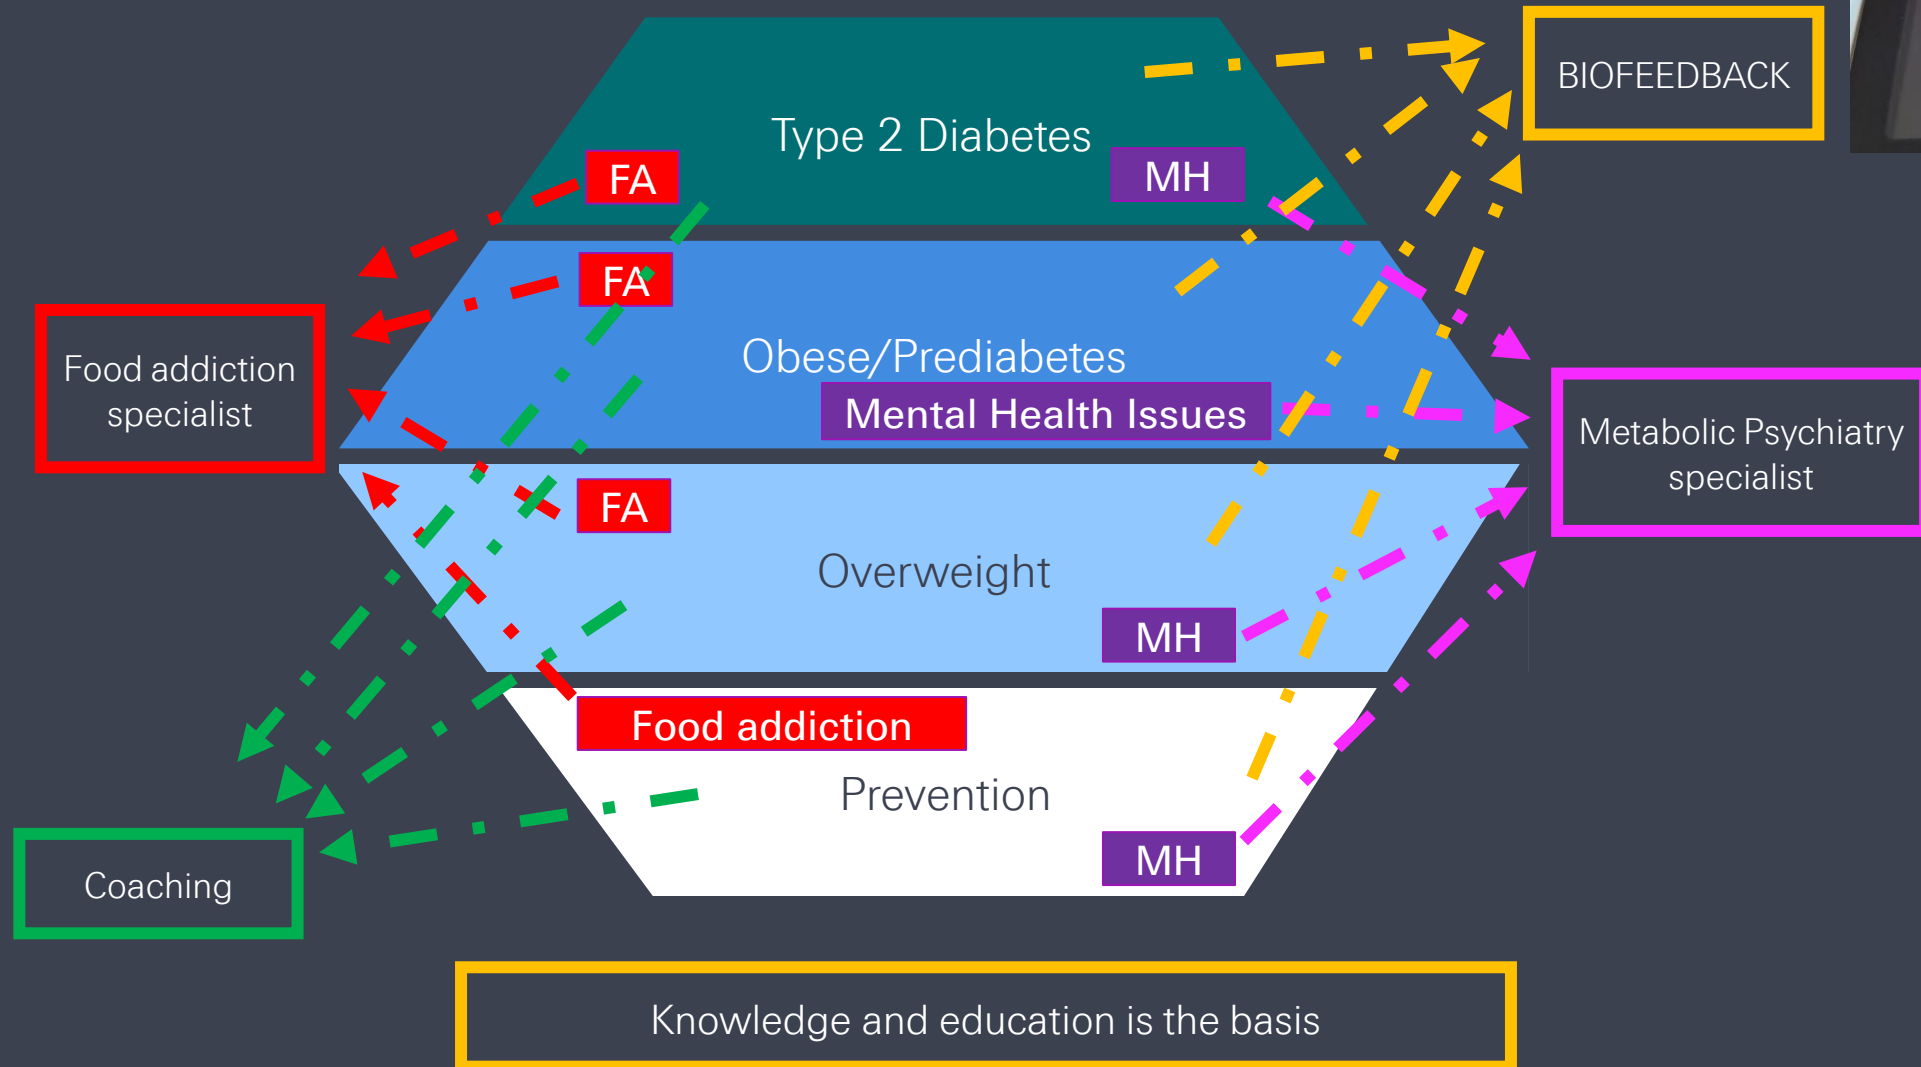 BIOFEEDBACK
Type 2 Diabetes
FA
MH
FA
Food addiction
specialist
Obese/Prediabetes
Mental Health Issues
Metabolic Psychiatry
specialist
FA
Overweight
MH
Food addiction
Prevention
MH
Coaching
Knowledge and education is the basis